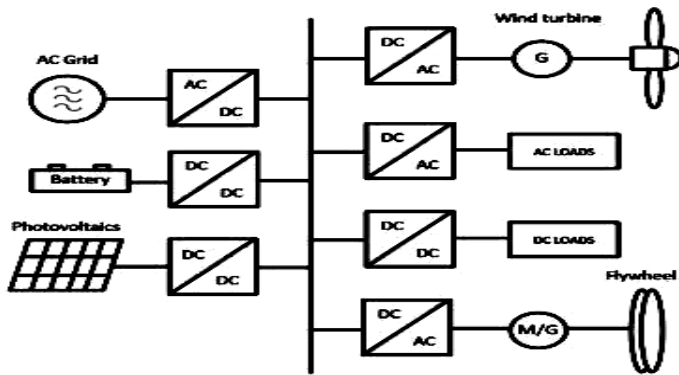 Wind turbine
AC Grid
DC
AC
G
AC
DC
DC
AC
AC LOADS
Battery
DC
DC
Photovoltaics
DC
DC
DC LOADS
DC
DC
Flywheel
DC
AC
M/G